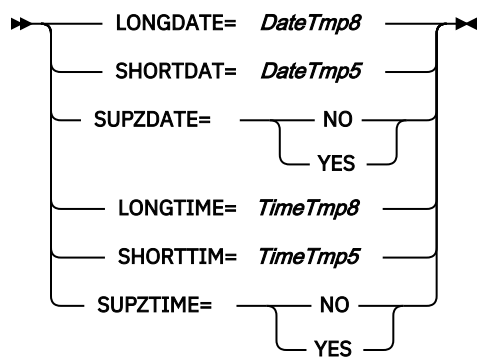 LONGDATE= DateTmp8
SHORTDAT= DateTmp5
SUPZDATE= NO
YES
LONGTIME= TimeTmp8
SHORTTIM= TimeTmp5
SUPZTIME= NO
YES